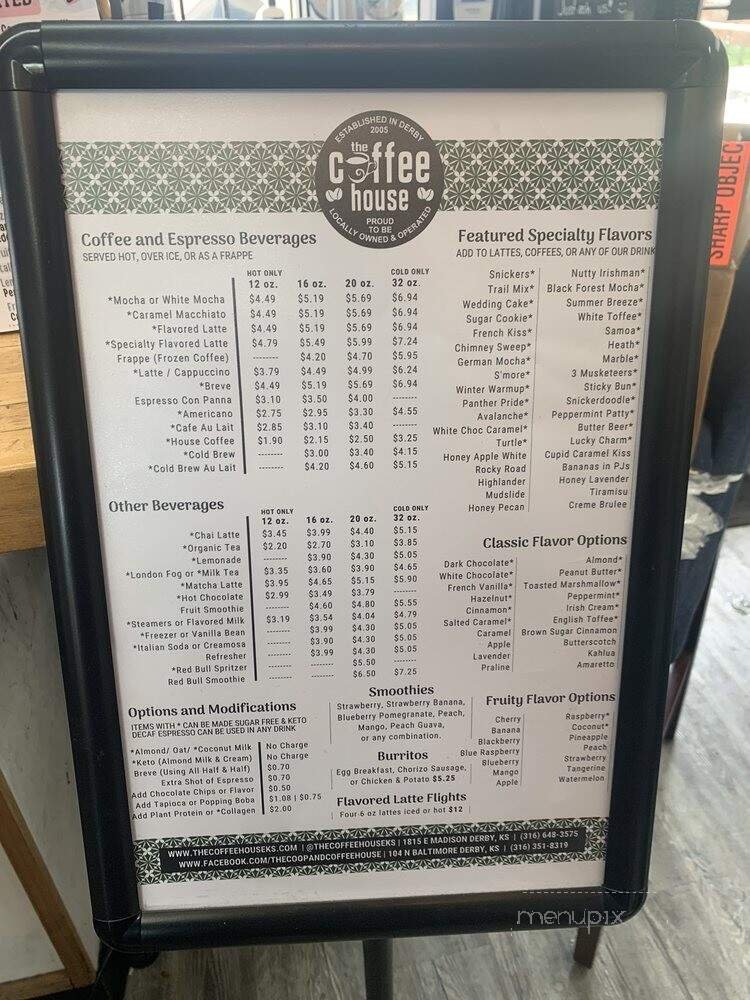 Just ask us!
SHARP OBJEC
ESTABLISHED IN DERBY
2005
the
coffee
house
PROUD
TO BE
LOCALLY OWNED & OPERATED
Coffee and Espresso Beverages
SERVED HOT, OVER ICE, OR AS A FRAPPE
HOT ONLY COLD ONLY
12 oz. 16 oz. 20 oz. 32 oz.
*Mocha or White Mocha $4.49 $5.19 $5.69 $6.94
*Caramel Macchiato $4.49 $5.19 $5.69 $6.94
*Flavored Latte $4.49 $5.19 $5.69 $6.94
*Specialty Flavored Latte $4.79 $5.49 $5.99 $7.24
Frappe (Frozen Coffee) -------- $4.20 $4.70 $5.95
*Latte / Cappuccino $3.79 $4.49 $4.99 $6.24
*Breve $4.49 $5.19 $5.69 $6.94
Espresso Con Panna $3.10 $3.50 $4.00 --------
*Americano $2.75 $2.95 $3.30 $4.55
*Cafe Au Lait $2.85 $3.10 $3.40 --------
*House Coffee $1.90 $2.15 $2.50 $3.25
*Cold Brew -------- $3.00 $3.40 $4.15
*Cold Brew Au Lait -------- $4.20 $4.60 $5.15
Featured Specialty Flavors
ADD TO LATTES, COFFEES, OR ANY OF OUR DRINK
Snickers* Nutty Irishman*
Trail Mix* Black Forest Mocha*
Wedding Cake* Summer Breeze*
Sugar Cookie* White Toffee*
French Kiss* Samoa*
Chimney Sweep* Heath*
German Mocha* Marble*
S'more* 3 Musketeers*
Winter Warmup* Sticky Bun*
Panther Pride* Snickerdoodle*
Avalanche* Peppermint Patty*
White Choc Caramel* Butter Beer*
Turtle* Lucky Charm*
Honey Apple White Cupid Caramel Kiss
Rocky Road Bananas in PJs
Highlander Honey Lavender
Mudslide Tiramisu
Honey Pecan Creme Brulee
Other Beverages
HOT ONLY COLD ONLY
12 oz. 16 oz. 20 oz. 32 oz.
*Chai Latte $3.45 $3.99 $4.40 $5.15
*Organic Tea $2.20 $2.70 $3.10 $3.85
*Lemonade -------- $3.90 $4.30 $5.05
*London Fog or *Milk Tea $3.35 $3.60 $3.90 $4.65
*Matcha Latte $3.95 $4.65 $5.15 $5.90
*Hot Chocolate $2.99 $3.49 $3.79 --------
Fruit Smoothie -------- $4.60 $4.80 $5.55
*Steamers or Flavored Milk $3.19 $3.54 $4.04 $4.79
*Freezer or Vanilla Bean -------- $3.99 $4.30 $5.05
*Italian Soda or Creamosa -------- $3.90 $4.30 $5.05
Refresher -------- $3.99 $4.30 $5.05
*Red Bull Spritzer -------- -------- $5.50 --------
Red Bull Smoothie -------- -------- $6.50 $7.25
Classic Flavor Options
Dark Chocolate* Almond*
White Chocolate* Peanut Butter*
French Vanilla* Toasted Marshmallow*
Hazelnut* Peppermint*
Cinnamon* Irish Cream*
Salted Caramel* English Toffee*
Caramel Brown Sugar Cinnamon
Apple Butterscotch
Lavender Kahlua
Praline Amaretto
Options and Modifications
ITEMS WITH * CAN BE MADE SUGAR FREE & KETO
DECAF ESPRESSO CAN BE USED IN ANY DRINK
*Almond/ Oat/ *Coconut Milk No Charge
*Keto (Almond Milk & Cream) No Charge
Breve (Using All Half & Half) $0.70
Extra Shot of Espresso $0.70
Add Chocolate Chips or Flavor $0.50
Add Tapioca or Popping Boba $1.08 | $0.75
Add Plant Protein or *Collagen $2.00
Smoothies
Strawberry, Strawberry Banana,
Blueberry Pomegranate, Peach,
Mango, Peach Guava,
or any combination.
Burritos
Egg Breakfast, Chorizo Sausage,
or Chicken & Potato $5.25
Flavored Latte Flights
Four 6 oz lattes iced or hot $12
Fruity Flavor Options
Cherry Raspberry*
Banana Coconut*
Blackberry Pineapple
Blue Raspberry Peach
Blueberry Strawberry
Mango Tangerine
Apple Watermelon
WWW.THECOFFEEHOUSEKS.COM | @THECOFFEEHOUSEKS | 1815 E MADISON DERBY, KS | (316) 648-3575
WWW.FACEBOOK.COM/THECOOPANDCOFFEEHOUSE | 104 N BALTIMORE DERBY, KS | (316) 351-8319
menupix